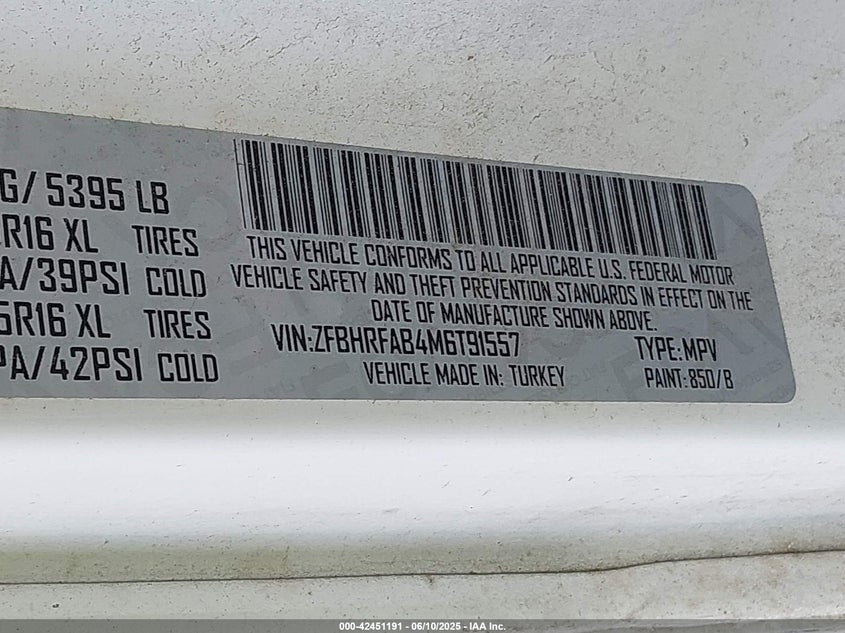 G/ 5395 LB
R16 XL TIRES
A/39PSI COLD
5R16 XL TIRES
PA/42PSI COLD
THIS VEHICLE CONFORMS TO ALL APPLICABLE U.S. FEDERAL MOTOR
VEHICLE SAFETY AND THEFT PREVENTION STANDARDS IN EFFECT ON THE
DATE OF MANUFACTURE SHOWN ABOVE.
VIN:ZFBHRFAB4M6T91557 TYPE:MPV
VEHICLE MADE IN: TURKEY PAINT: 850/B
000-42451191 - 06/10/2025 - IAA Inc.